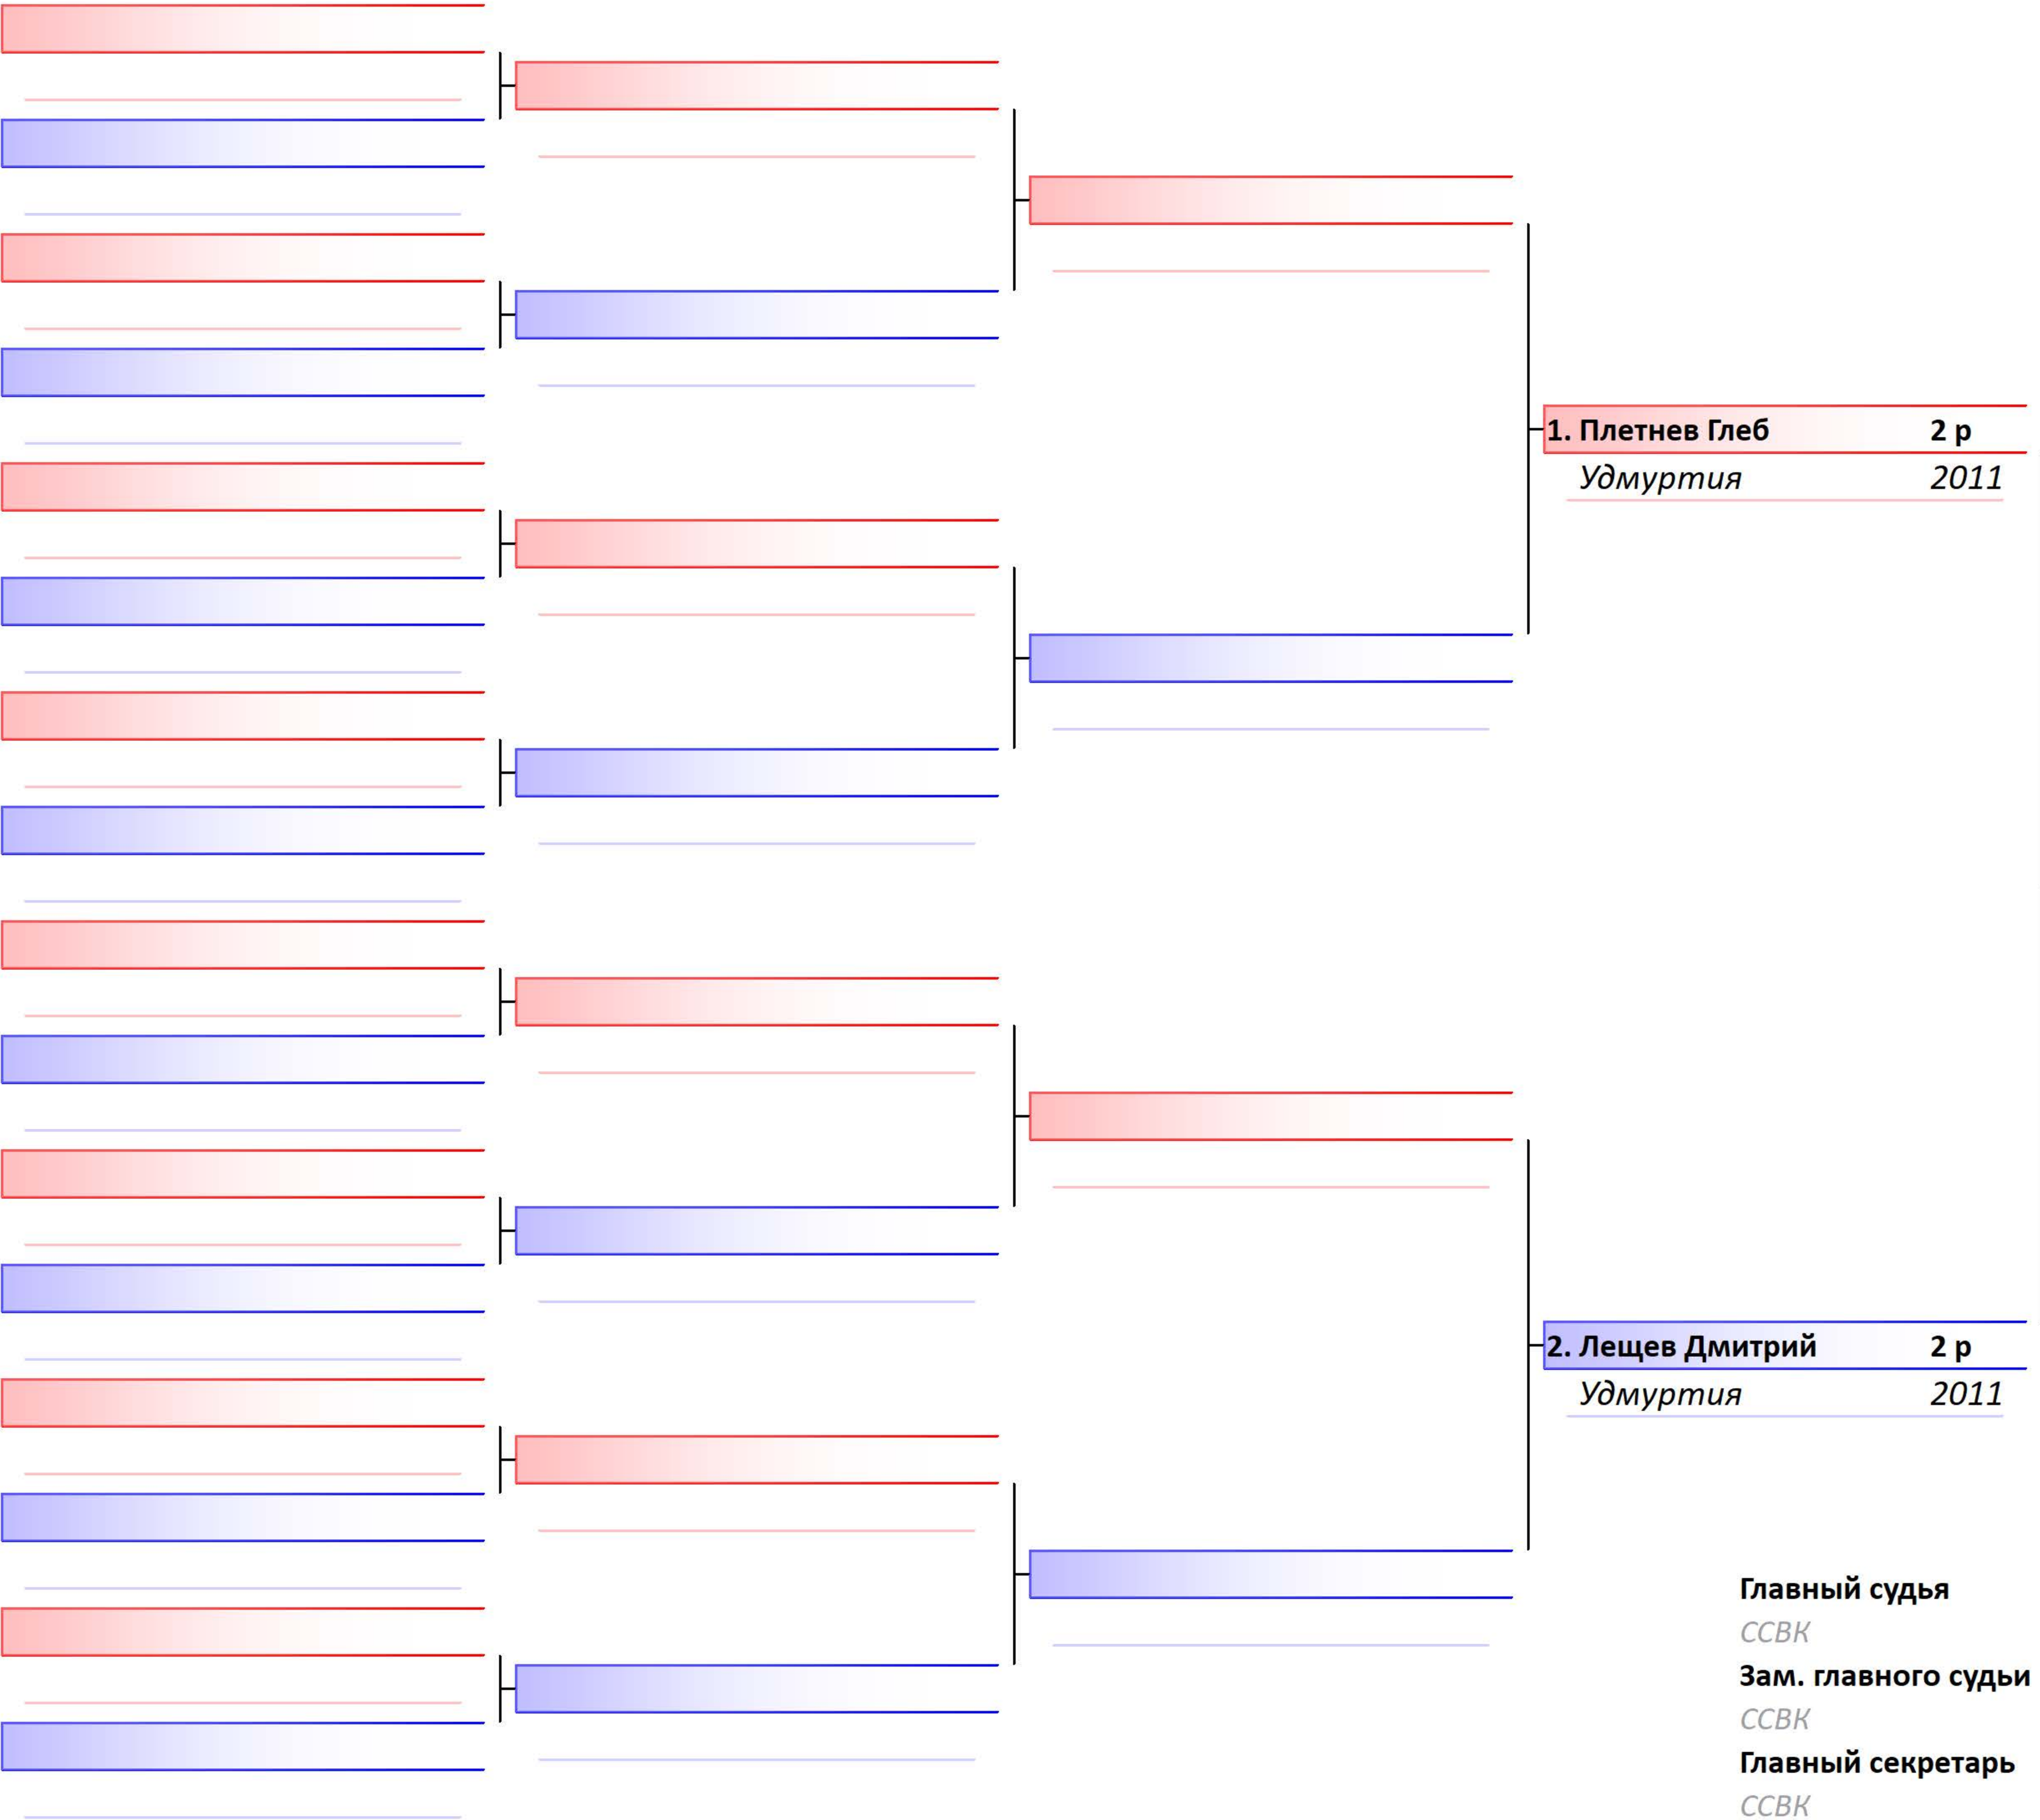 1. Плетнев Глеб 2 р
Удмуртия 2011
2. Лещев Дмитрий 2 р
Удмуртия 2011
Главный судья
ССВК
Зам. главного судьи
ССВК
Главный секретарь
ССВК